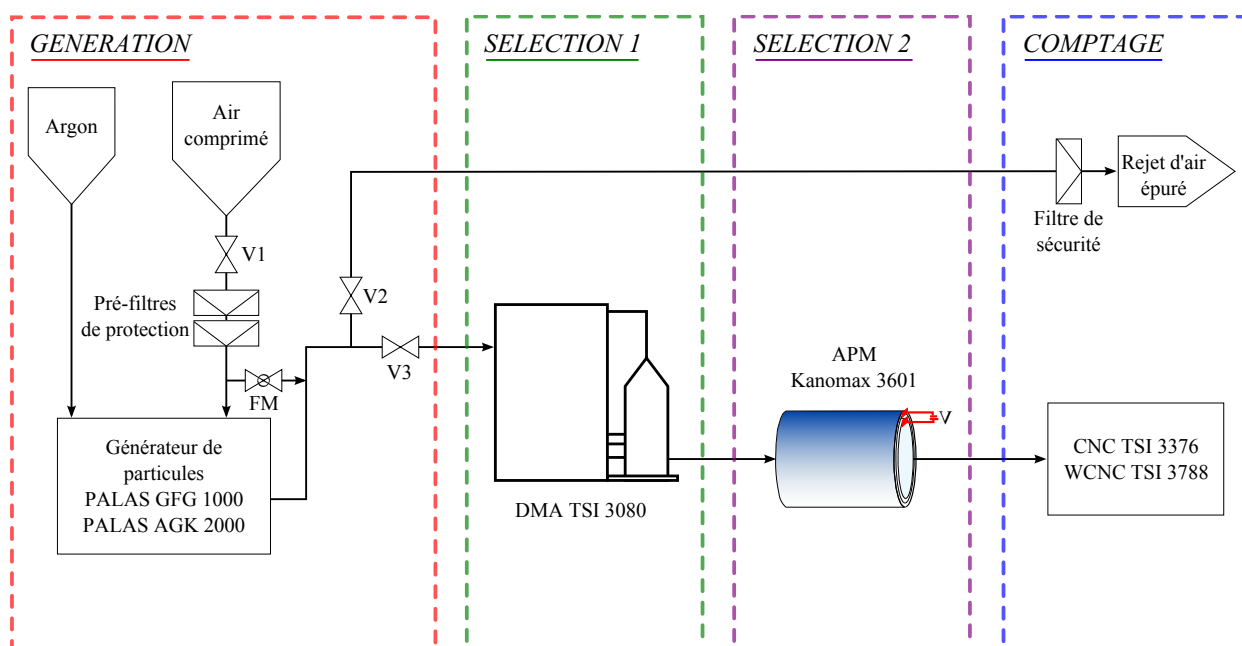 GENERATION
SELECTION 1
SELECTION 2
COMPTAGE
Argon
Air
comprimé
V1
Pré-filtres
de protection
FM
V2
V3
Générateur de
particules
PALAS GFG 1000
PALAS AGK 2000
DMA TSI 3080
APM
Kanomax 3601
V
Filtre de
sécurité
Rejet d'air
épuré
CNC TSI 3376
WCNC TSI 3788